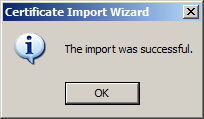 Certificate Import Wizard
The import was successful.
OK